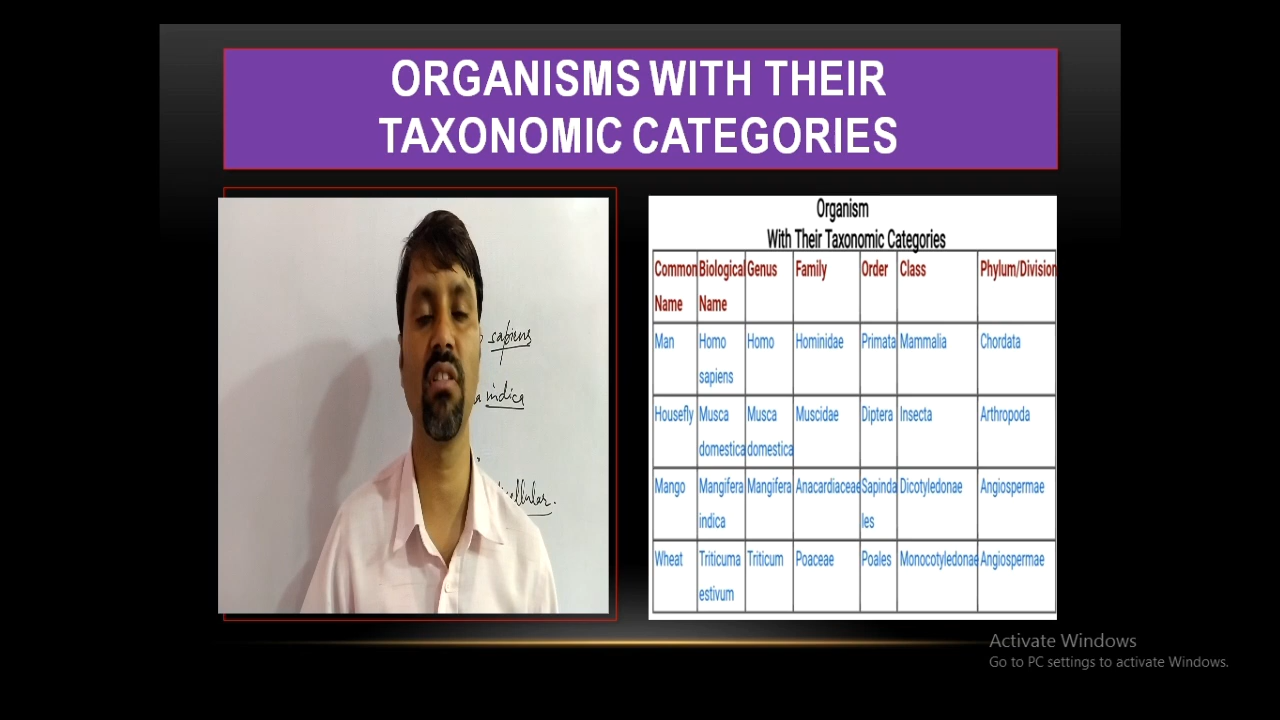 ORGANISMS WITH THEIR
TAXONOMIC CATEGORIES
sapiens
a indica
Organism
With Their Taxonomic Categories
Common Name Biological Name Genus Family Order Class Phylum/Division
Man Homo sapiens Homo Hominidae Primata Mammalia Chordata
Housefly Musca domestica Musca domestica Muscidae Diptera Insecta Arthropoda
Mango Mangifera indica Mangifera Anacardiaceae Sapinda les Dicotyledonae Angiospermae
Wheat Triticuma estivum Triticum Poaceae Poales Monocotyledonae Angiospermae
Activate Windows
Go to PC settings to activate Windows.